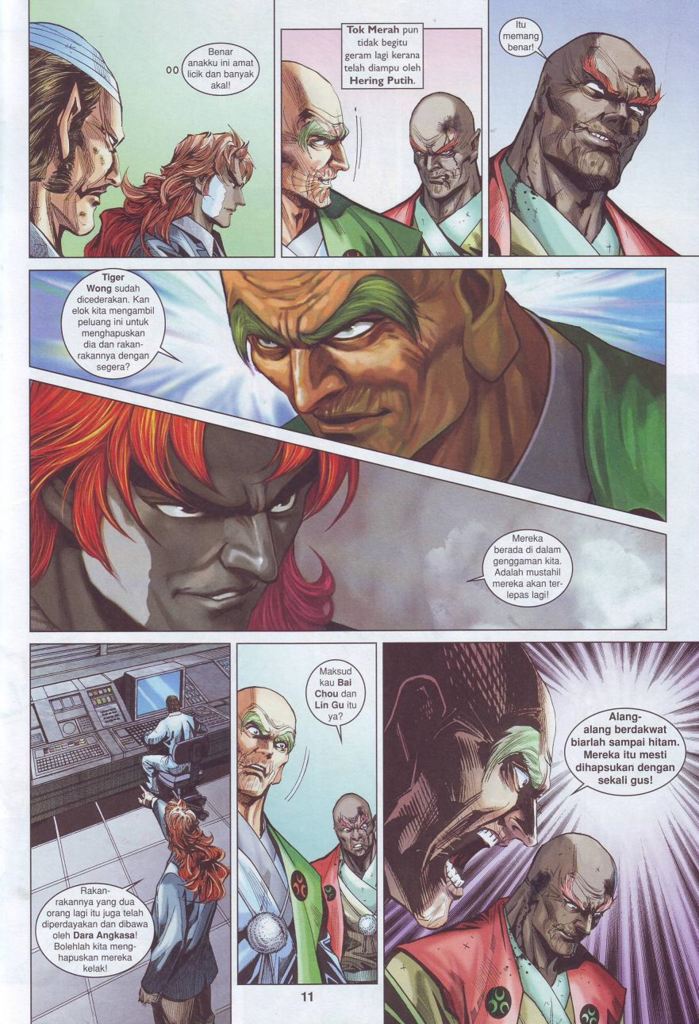 Benar
anakku ini amat
licik dan banyak
akal!
Tok Merah pun
tidak begitu
geram lagi kerana
telah diampu oleh
Hering Putih.
Itu
memang
benar!
Tiger
Wong sudah
dicederakan. Kan
elok kita mengambil
peluang ini untuk
menghapuskan
dia dan rakan-
rakannya dengan
segera?
Mereka
berada di dalam
genggaman kita.
Adalah mustahil
mereka akan ter-
lepas lagi!
Rakan-
rakannya yang dua
orang lagi itu juga telah
diperdayakan dan dibawa
oleh Dara Angkasa!
Bolehlah kita meng-
hapuskan mereka
kelak!
Maksud
kau Bai
Chou dan
Lin Gu itu
ya?
Alang-
alang berdakwat
biarlah sampai hitam.
Mereka itu mesti
dihapsukan dengan
sekali gus!
11